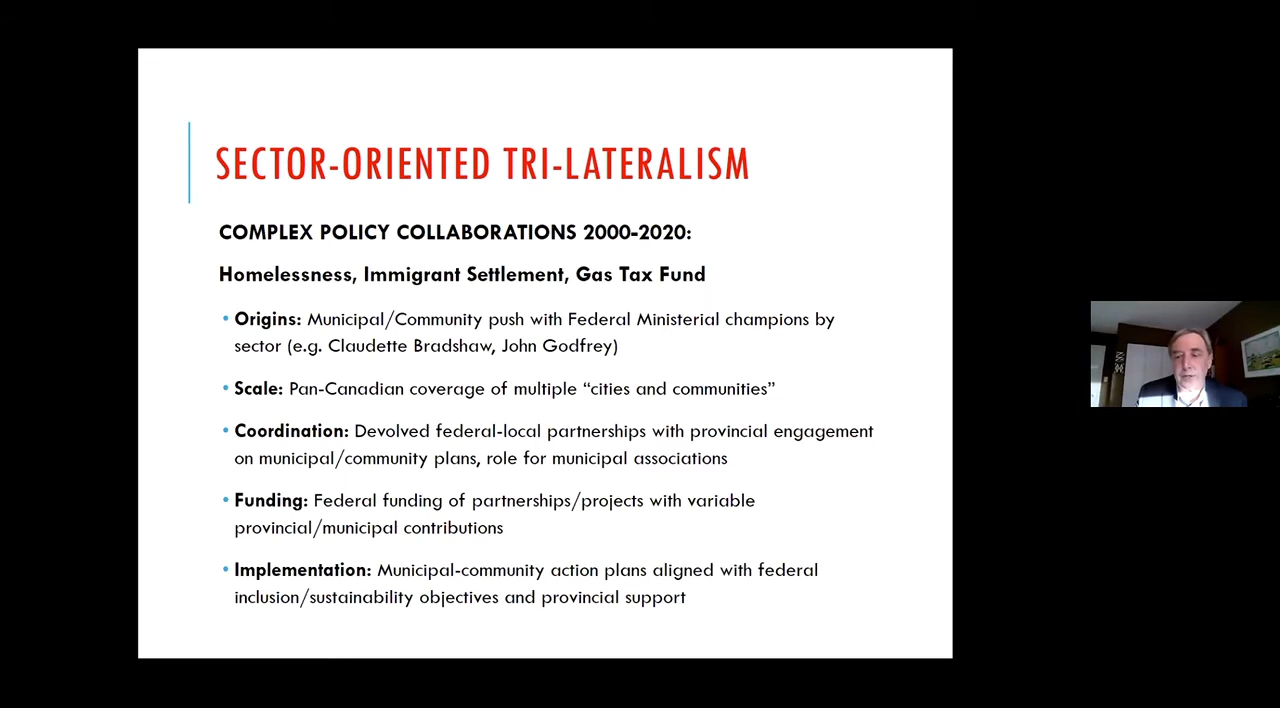 SECTOR-ORIENTED TRI-LATERALISM
COMPLEX POLICY COLLABORATIONS 2000-2020:
Homelessness, Immigrant Settlement, Gas Tax Fund
• Origins: Municipal/Community push with Federal Ministerial champions by
sector (e.g. Claudette Bradshaw, John Godfrey)
• Scale: Pan-Canadian coverage of multiple “cities and communities”
• Coordination: Devolved federal-local partnerships with provincial engagement
on municipal/community plans, role for municipal associations
• Funding: Federal funding of partnerships/projects with variable
provincial/municipal contributions
• Implementation: Municipal-community action plans aligned with federal
inclusion/sustainability objectives and provincial support